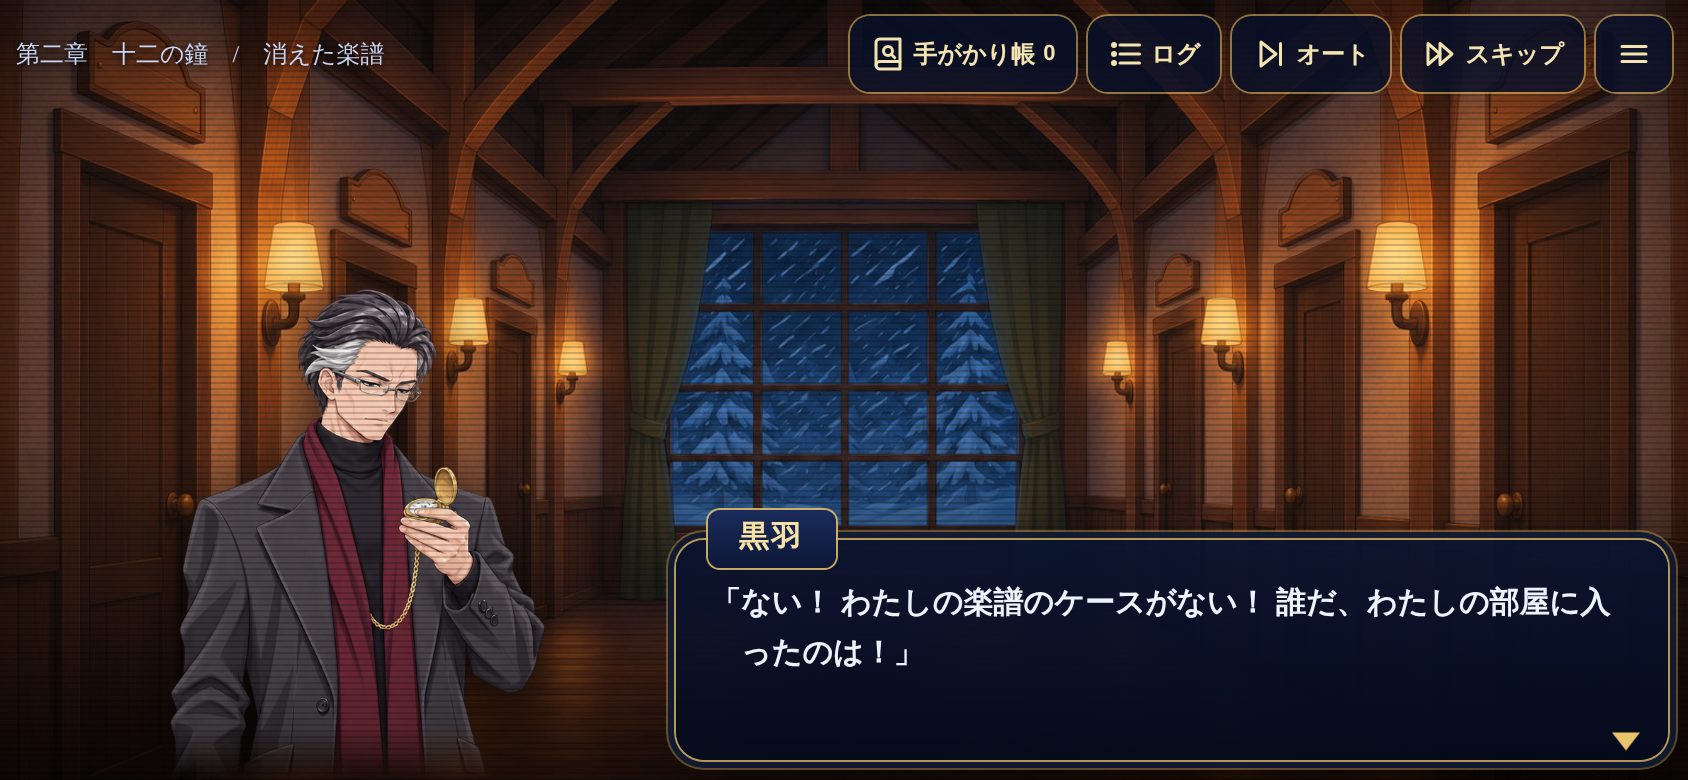 第二章 十二の鐘 / 消えた楽譜
手がかり帳 0
ログ
オート
スキップ
黒羽
「ない！ わたしの楽譜のケースがない！ 誰だ、わたしの部屋に入
ったのは！」